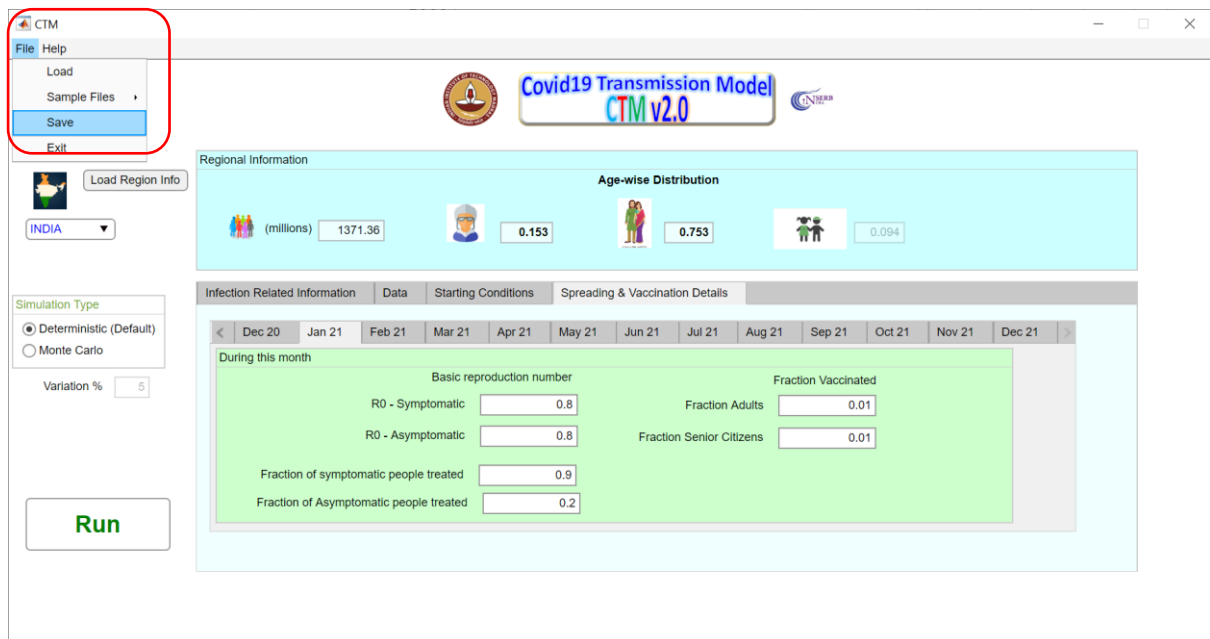 CTM
File Help
Load
Sample Files
Save
Exit
Covid19 Transmission Model
CTM v2.0
Load Region Info
INDIA
Regional Information
Age-wise Distribution
(millions) 1371.36 0.153 0.753 0.094
Infection Related Information Data Starting Conditions Spreading & Vaccination Details
Simulation Type
Deterministic (Default)
Monte Carlo
Variation % 5
Dec 20 Jan 21 Feb 21 Mar 21 Apr 21 May 21 Jun 21 Jul 21 Aug 21 Sep 21 Oct 21 Nov 21 Dec 21
During this month
Basic reproduction number Fraction Vaccinated
R0 - Symptomatic 0.8 Fraction Adults 0.01
R0 - Asymptomatic 0.8 Fraction Senior Citizens 0.01
Fraction of symptomatic people treated 0.9
Fraction of Asymptomatic people treated 0.2
Run